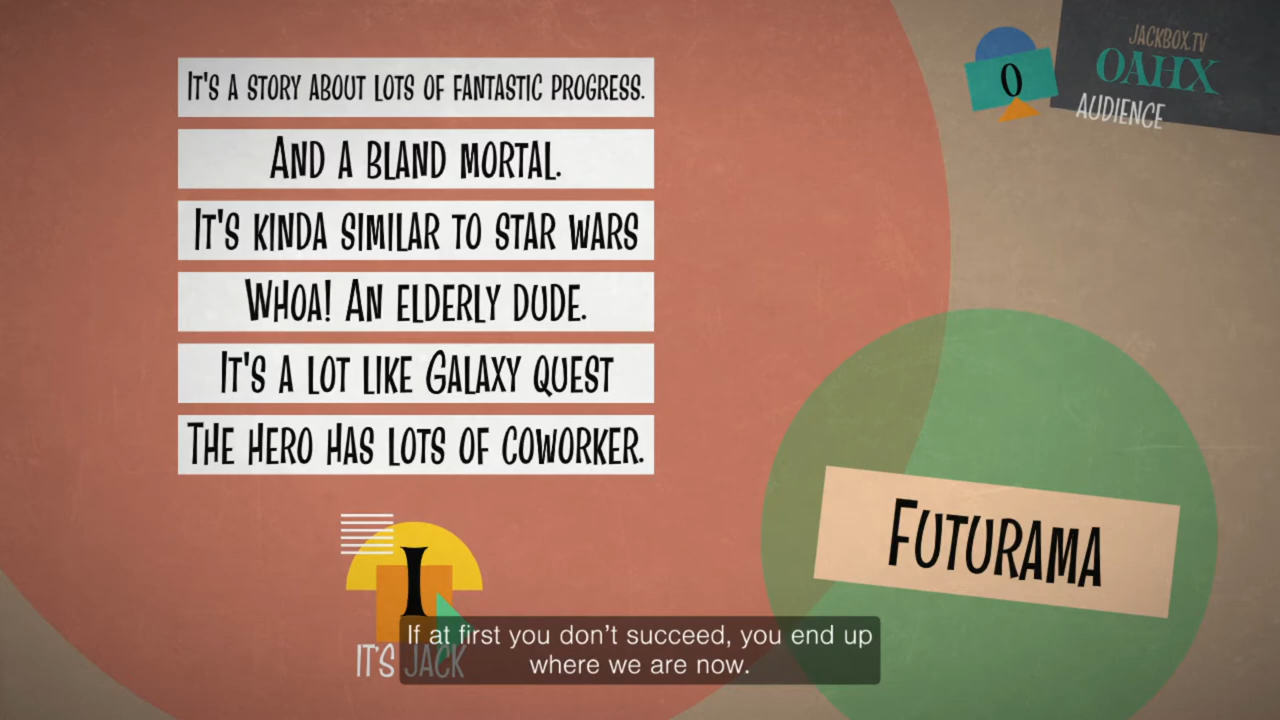 It's a story about lots of fantastic progress.
And a bland mortal.
It's kinda similar to star wars
Whoa! An elderly dude.
It's a lot like Galaxy Quest
The hero has lots of coworker.
JACKBOX.TV
OAHX
0
AUDIENCE
Futurama
I
IT'S JACK
If at first you don't succeed, you end up
where we are now.